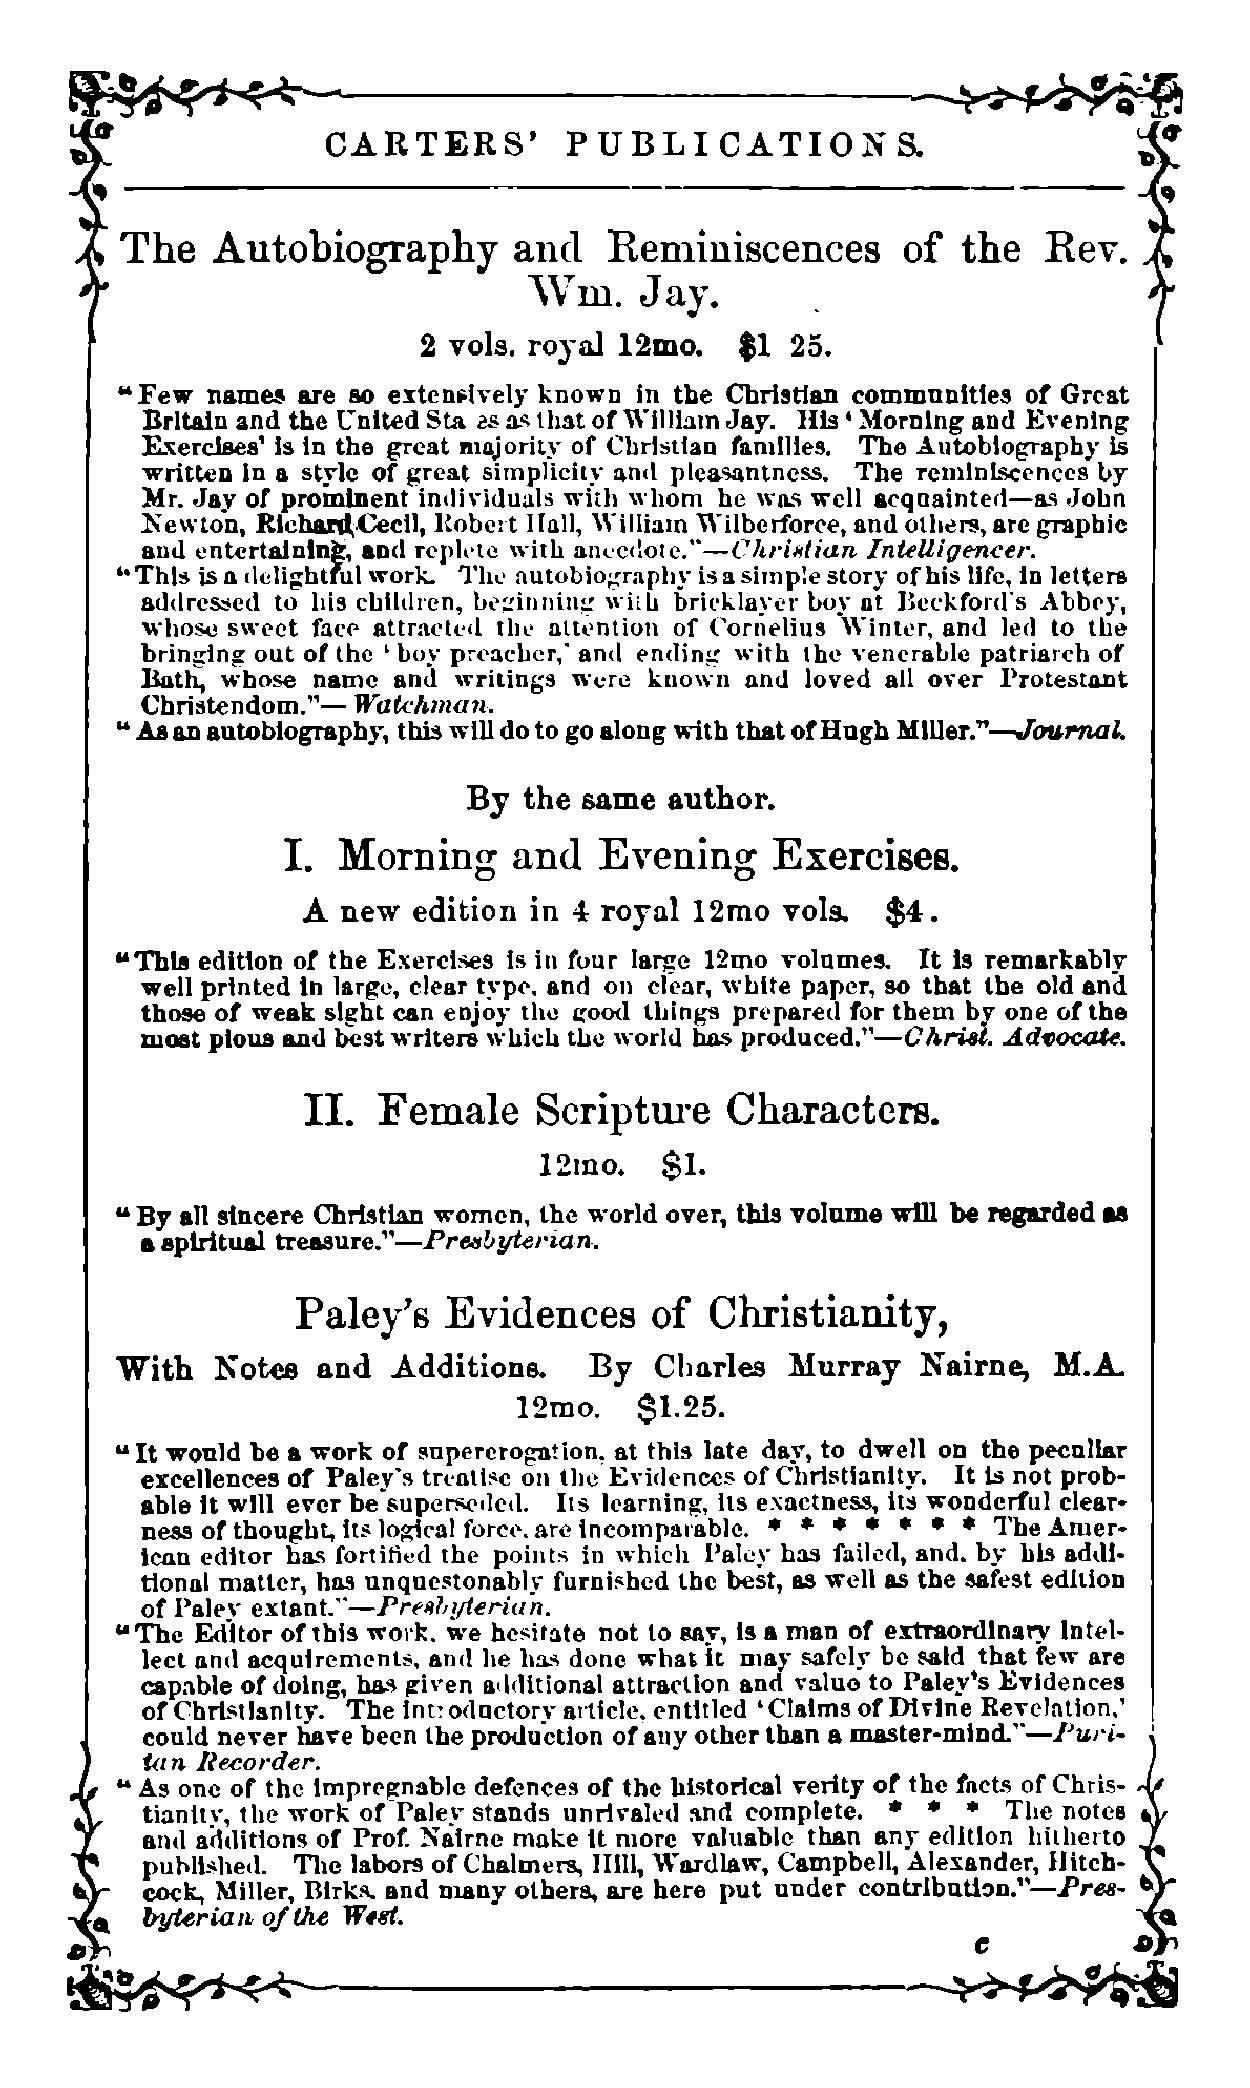 CARTERS' PUBLICATIONS.
The Autobiography and Reminiscences of the Rev.
Wm. Jay.
2 vols. royal 12mo. $1 25.
"Few names are so extensively known in the Christian communities of Great
Britain and the United Sta es as that of William Jay. His 'Morning and Evening
Exercises' is in the great majority of Christian families. The Autobiography is
written in a style of great simplicity and pleasantness. The reminiscences by
Mr. Jay of prominent individuals with whom he was well acquainted—as John
Newton, Richard Cecil, Robert Hall, William Wilberforce, and others, are graphic
and entertaining, and replete with anecdote."—Christian Intelligencer.
"This is a delightful work. The autobiography is a simple story of his life, in letters
addressed to his children, beginning with bricklayer boy at Beckford's Abbey,
whose sweet face attracted the attention of Cornelius Winter, and led to the
bringing out of the 'boy preacher,' and ending with the venerable patriarch of
Bath, whose name and writings were known and loved all over Protestant
Christendom."—Watchman.
"As an autobiography, this will do to go along with that of Hugh Miller."—Journal.
By the same author.
I. Morning and Evening Exercises.
A new edition in 4 royal 12mo vols. $4.
"This edition of the Exercises is in four large 12mo volumes. It is remarkably
well printed in large, clear type, and on clear, white paper, so that the old and
those of weak sight can enjoy the good things prepared for them by one of the
most pious and best writers which the world has produced."—Christ. Advocate.
II. Female Scripture Characters.
12mo. $1.
"By all sincere Christian women, the world over, this volume will be regarded as
a spiritual treasure."—Presbyterian.
Paley's Evidences of Christianity,
With Notes and Additions. By Charles Murray Nairne, M.A.
12mo. $1.25.
"It would be a work of supererogation, at this late day, to dwell on the peculiar
excellences of Paley's treatise on the Evidences of Christianity. It is not prob-
able it will ever be superseded. Its learning, its exactness, its wonderful clear-
ness of thought, its logical force, are incomparable. * * * * * * * The Amer-
ican editor has fortified the points in which Paley has failed, and, by his addi-
tional matter, has unquestonably furnished the best, as well as the safest edition
of Paley extant."—Presbyterian.
"The Editor of this work, we hesitate not to say, is a man of extraordinary intel-
lect and acquirements, and he has done what it may safely be said that few are
capable of doing, has given additional attraction and value to Paley's Evidences
of Christianity. The introductory article, entitled 'Claims of Divine Revelation,'
could never have been the production of any other than a master-mind."—Puri-
tan Recorder.
"As one of the impregnable defences of the historical verity of the facts of Chris-
tianity, the work of Paley stands unrivaled and complete. * * * The notes
and additions of Prof. Nairne make it more valuable than any edition hitherto
published. The labors of Chalmers, Hill, Wardlaw, Campbell, Alexander, Hitch-
cock, Miller, Birks, and many others, are here put under contribution."—Pres-
byterian of the West.
C